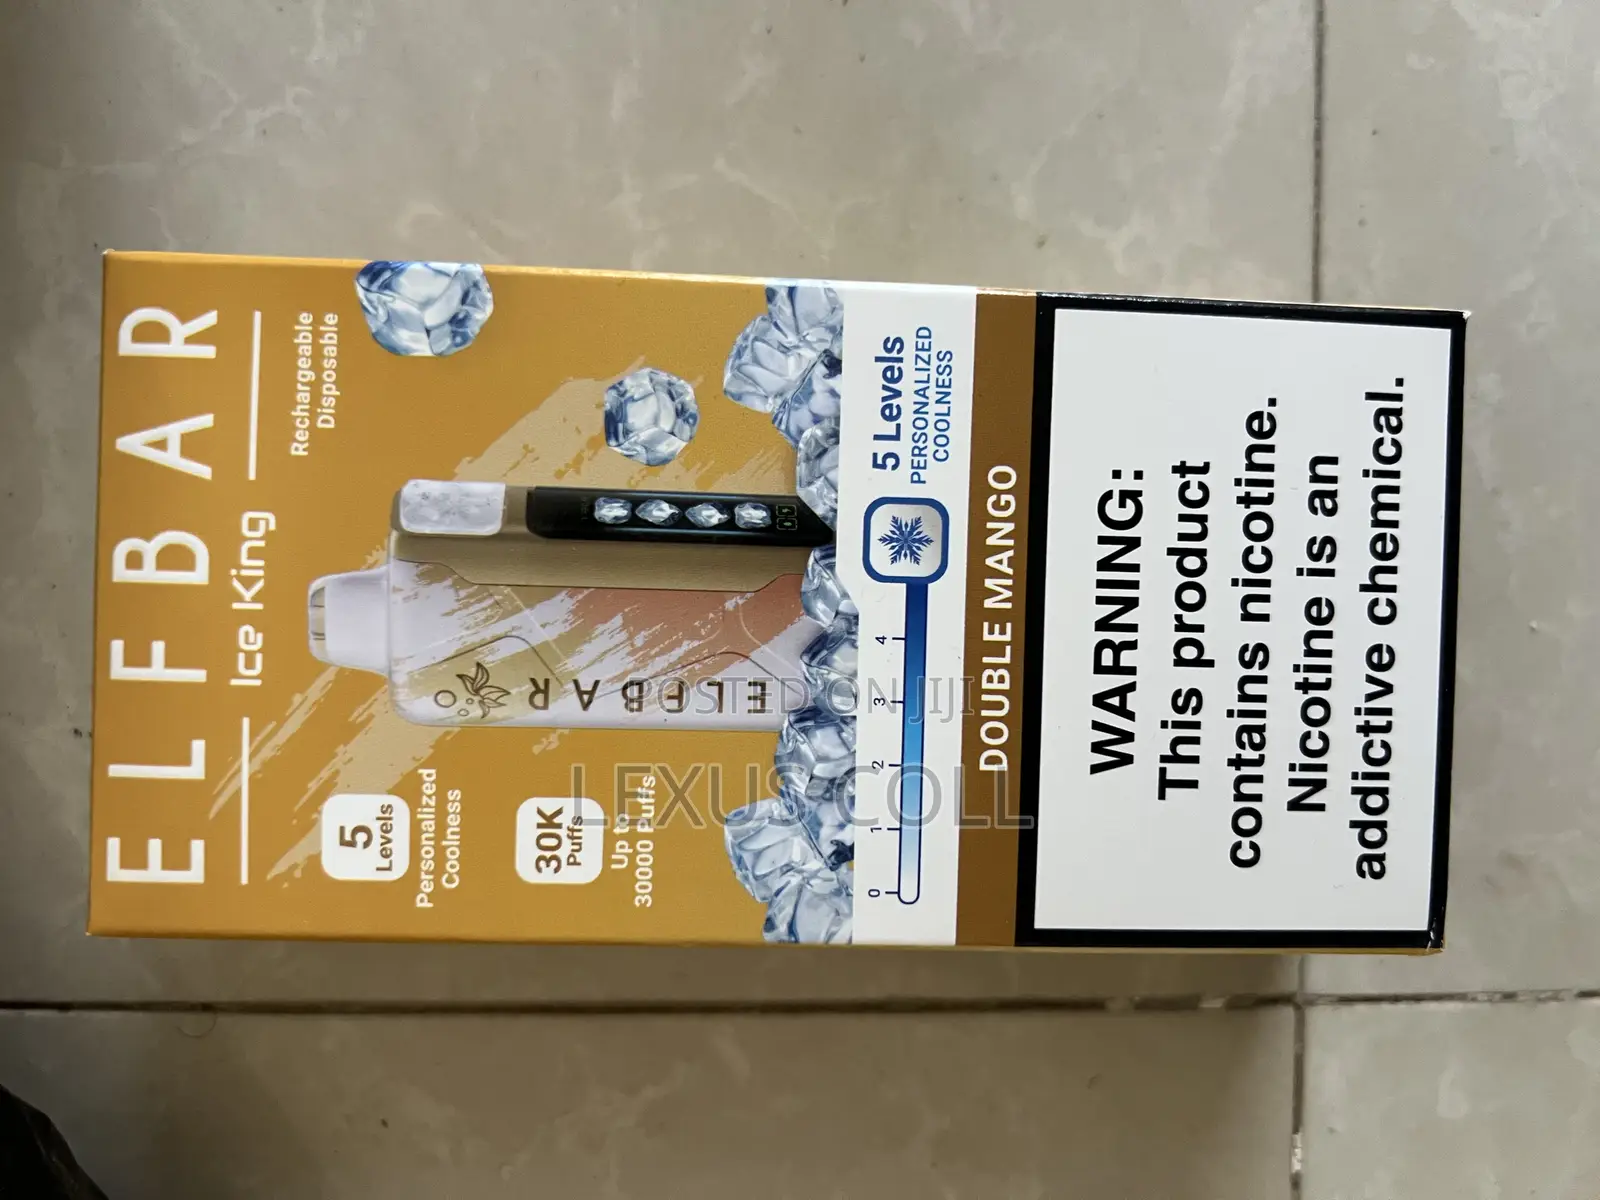 ELFBAR
Ice King
Rechargeable
Disposable
5
Levels
Personalized
Coolness
30K
Puffs
Up to
30000 Puffs
ELFBAR
5 Levels
PERSONALIZED
COOLNESS
0 1 2 3 4
DOUBLE MANGO
WARNING:
This product
contains nicotine.
Nicotine is an
addictive chemical.
POSTED ON JIJI
LEXUS COLL